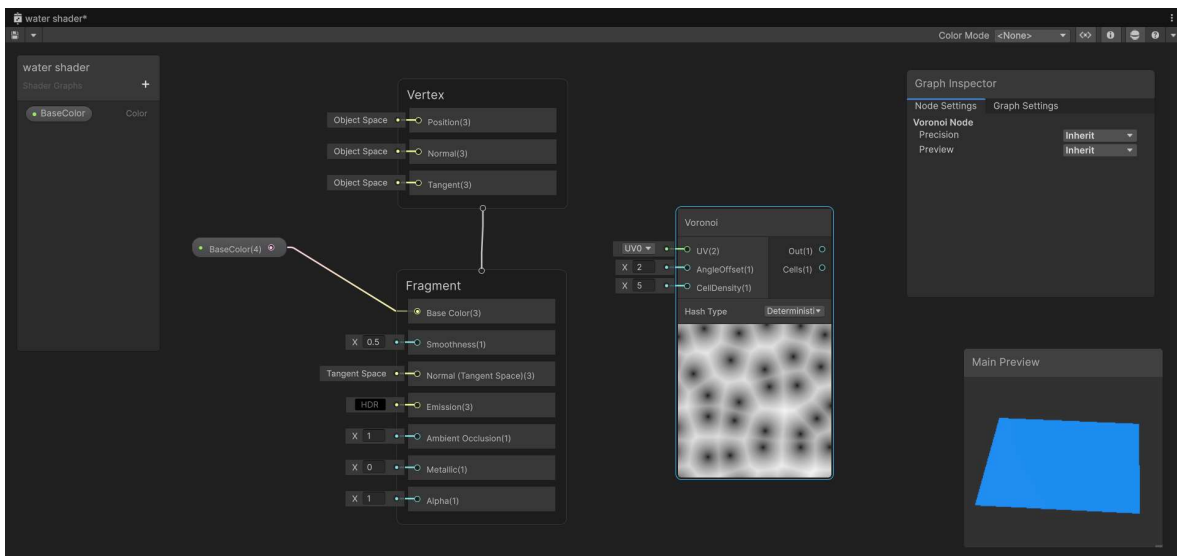 water shader*
Color Mode <None>
water shader
Shader Graphs
+
BaseColor Color
Vertex
Object Space Position(3)
Object Space Normal(3)
Object Space Tangent(3)
BaseColor(4)
Fragment
Base Color(3)
X 0.5 Smoothness(1)
Tangent Space Normal (Tangent Space)(3)
HDR Emission(3)
X 1 Ambient Occlusion(1)
X 0 Metallic(1)
X 1 Alpha(1)
Voronoi
UV0 UV(2) Out(1)
X 2 AngleOffset(1) Cells(1)
X 5 CellDensity(1)
Hash Type Deterministi
Graph Inspector
Node Settings Graph Settings
Voronoi Node
Precision Inherit
Preview Inherit
Main Preview